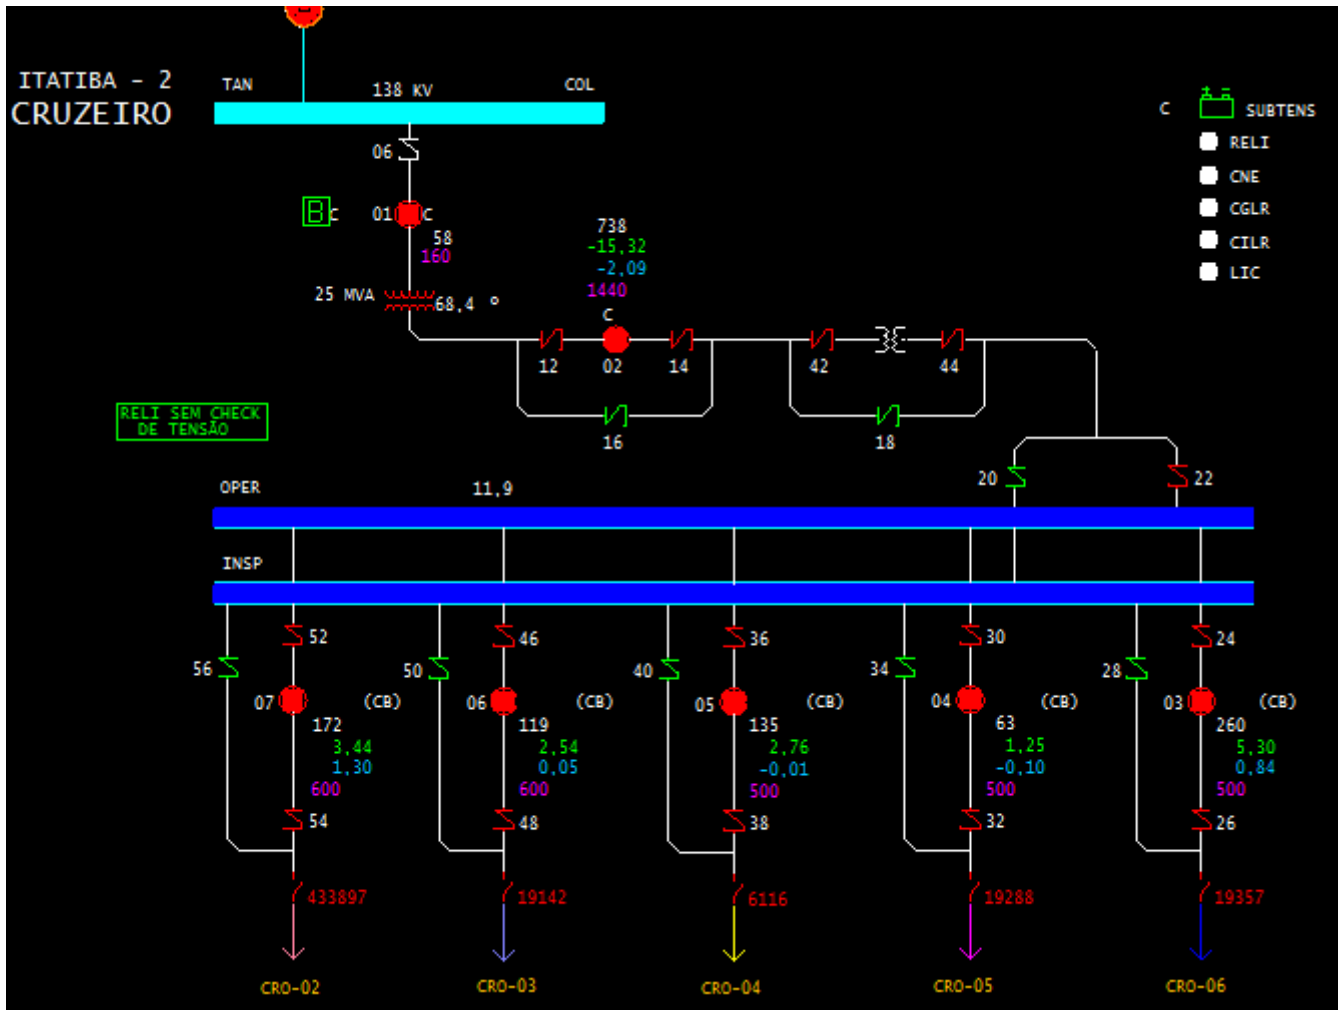 ITATIBA - 2
CRUZEIRO
TAN
138 KV
COL
C
SUBTENS
RELI
CNE
CGLR
CILR
LIC
06
B
C
01
C
58
160
738
-15,32
-2,09
1440
25 MVA
68,4 º
C
12
02
14
42
44
16
18
RELI SEM CHECK
DE TENSÃO
20
22
OPER
11,9
INSP
52
46
36
30
24
56
50
40
34
28
07
(CB)
06
(CB)
05
(CB)
04
(CB)
03
(CB)
172
3,44
1,30
600
119
2,54
0,05
600
135
2,76
-0,01
500
63
1,25
-0,10
500
260
5,30
0,84
500
54
48
38
32
26
433897
19142
6116
19288
19357
CRO-02
CRO-03
CRO-04
CRO-05
CRO-06